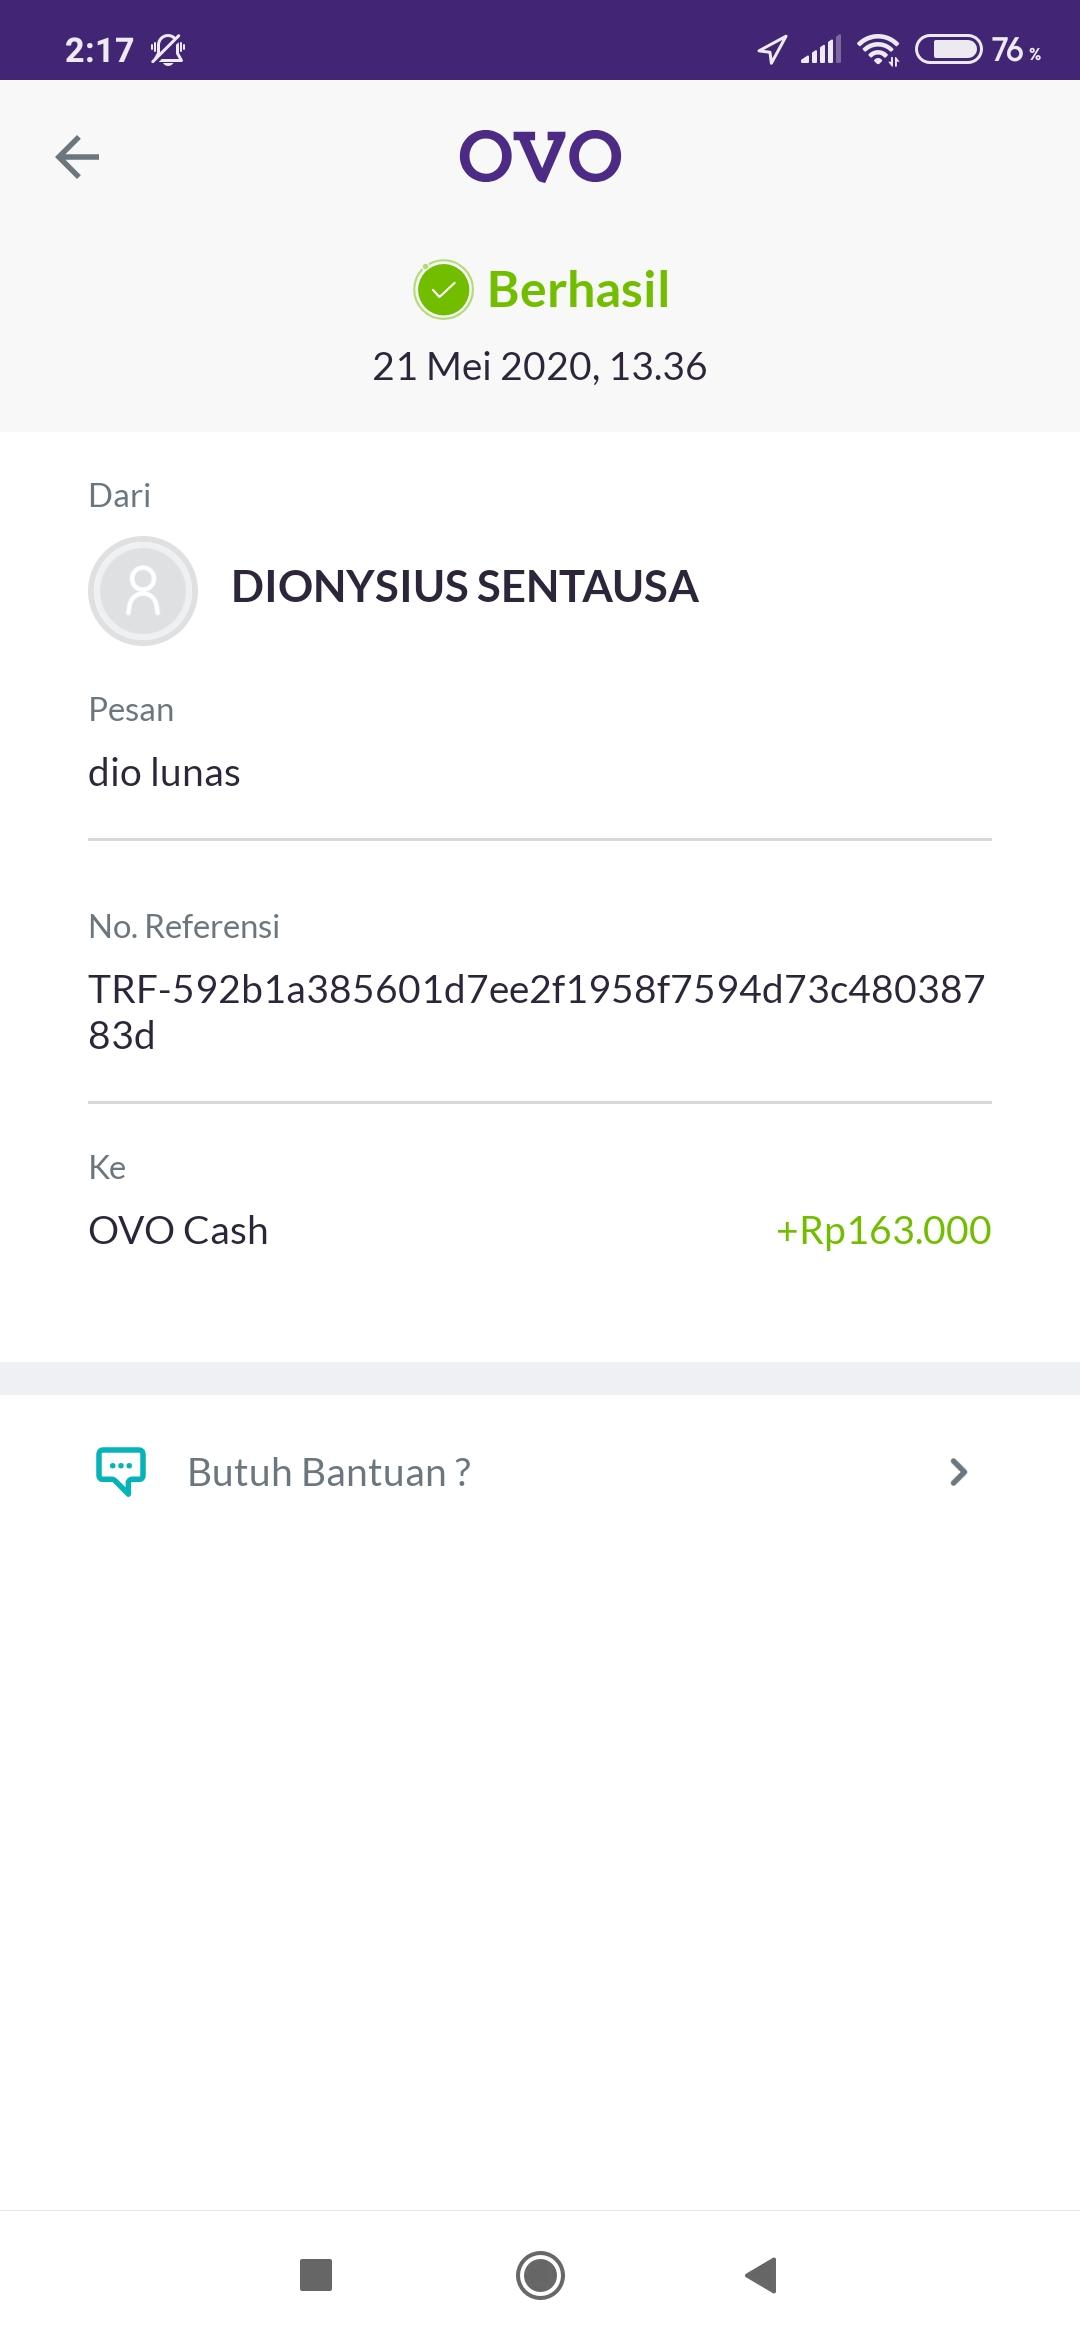 2:17
76 %
OVO
Berhasil
21 Mei 2020, 13.36
Dari
DIONYSIUS SENTAUSA
Pesan
dio lunas
No. Referensi
TRF-592b1a385601d7ee2f1958f7594d73c480387
83d
Ke
OVO Cash +Rp163.000
Butuh Bantuan ?